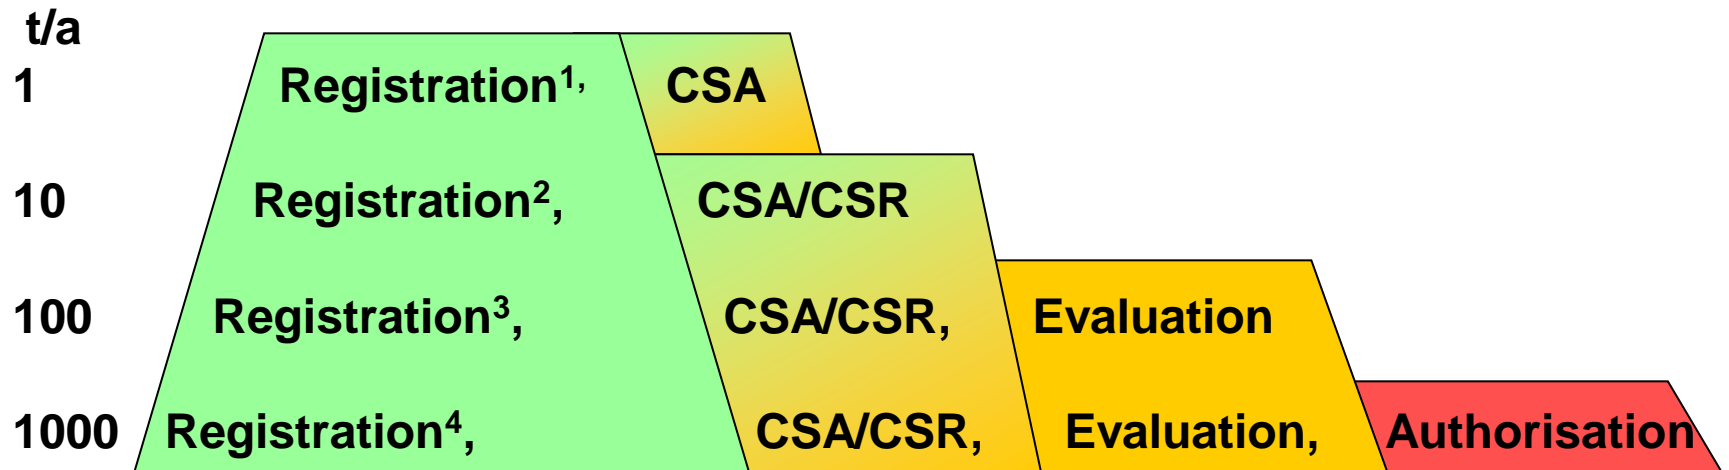 t/a
1 Registration¹, CSA
10 Registration², CSA/CSR
100 Registration³, CSA/CSR, Evaluation
1000 Registration⁴, CSA/CSR, Evaluation, Authorisation